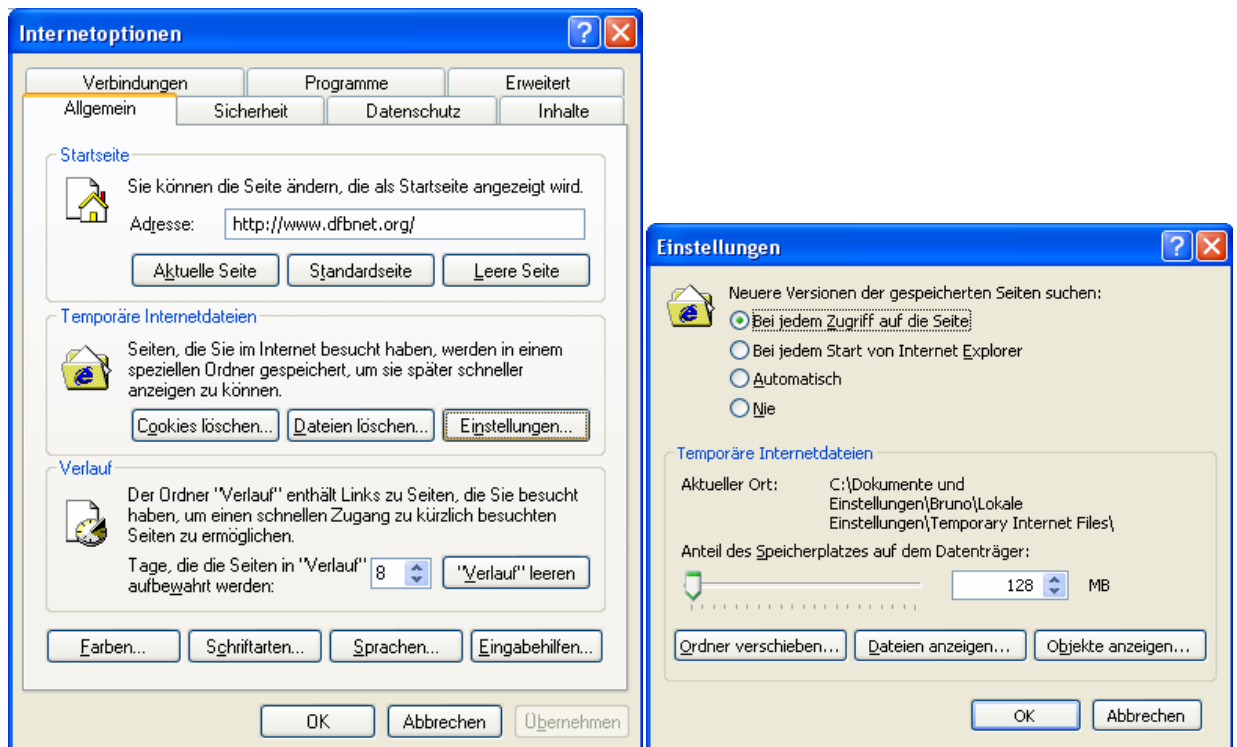 Internetoptionen
Verbindungen Programme Erweitert
Allgemein Sicherheit Datenschutz Inhalte
Startseite
Sie können die Seite ändern, die als Startseite angezeigt wird.
Adresse: http://www.dfbnet.org/
Aktuelle Seite Standardseite Leere Seite
Temporäre Internetdateien
Seiten, die Sie im Internet besucht haben, werden in einem
speziellen Ordner gespeichert, um sie später schneller
anzeigen zu können.
Cookies löschen... Dateien löschen... Einstellungen...
Verlauf
Der Ordner "Verlauf" enthält Links zu Seiten, die Sie besucht
haben, um einen schnellen Zugang zu kürzlich besuchten
Seiten zu ermöglichen.
Tage, die die Seiten in "Verlauf"
aufbewahrt werden:
8 "Verlauf" leeren
Farben... Schriftarten... Sprachen... Eingabehilfen...
OK Abbrechen Übernehmen
Einstellungen
Neuere Versionen der gespeicherten Seiten suchen:
Bei jedem Zugriff auf die Seite
Bei jedem Start von Internet Explorer
Automatisch
Nie
Temporäre Internetdateien
Aktueller Ort: C:\Dokumente und
Einstellungen\Bruno\Lokale
Einstellungen\Temporary Internet Files\
Anteil des Speicherplatzes auf dem Datenträger:
128 MB
Ordner verschieben... Dateien anzeigen... Objekte anzeigen...
OK Abbrechen